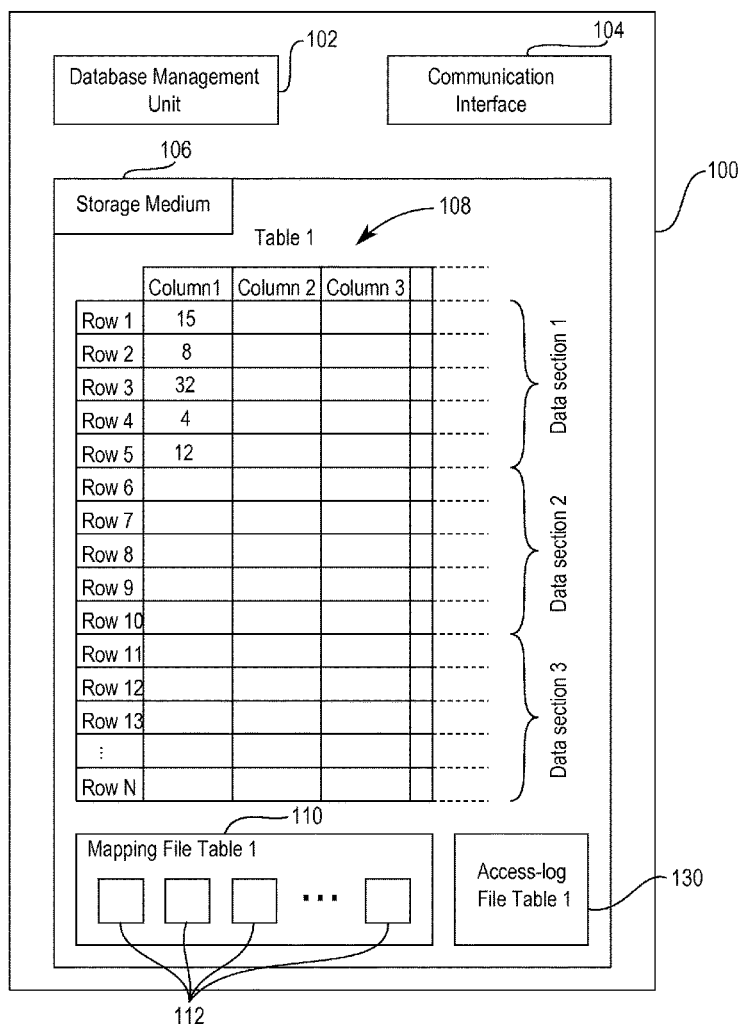 102
104
Database Management
Unit
Communication
Interface
106
100
Storage Medium
108
Table 1
Column1 Column 2 Column 3
Row 1 15
Row 2 8
Row 3 32
Row 4 4
Row 5 12
Data section 1
Row 6
Row 7
Row 8
Row 9
Row 10
Data section 2
Row 11
Row 12
Row 13
⋮
Row N
Data section 3
110
Mapping File Table 1
...
Access-log
File Table 1
130
112